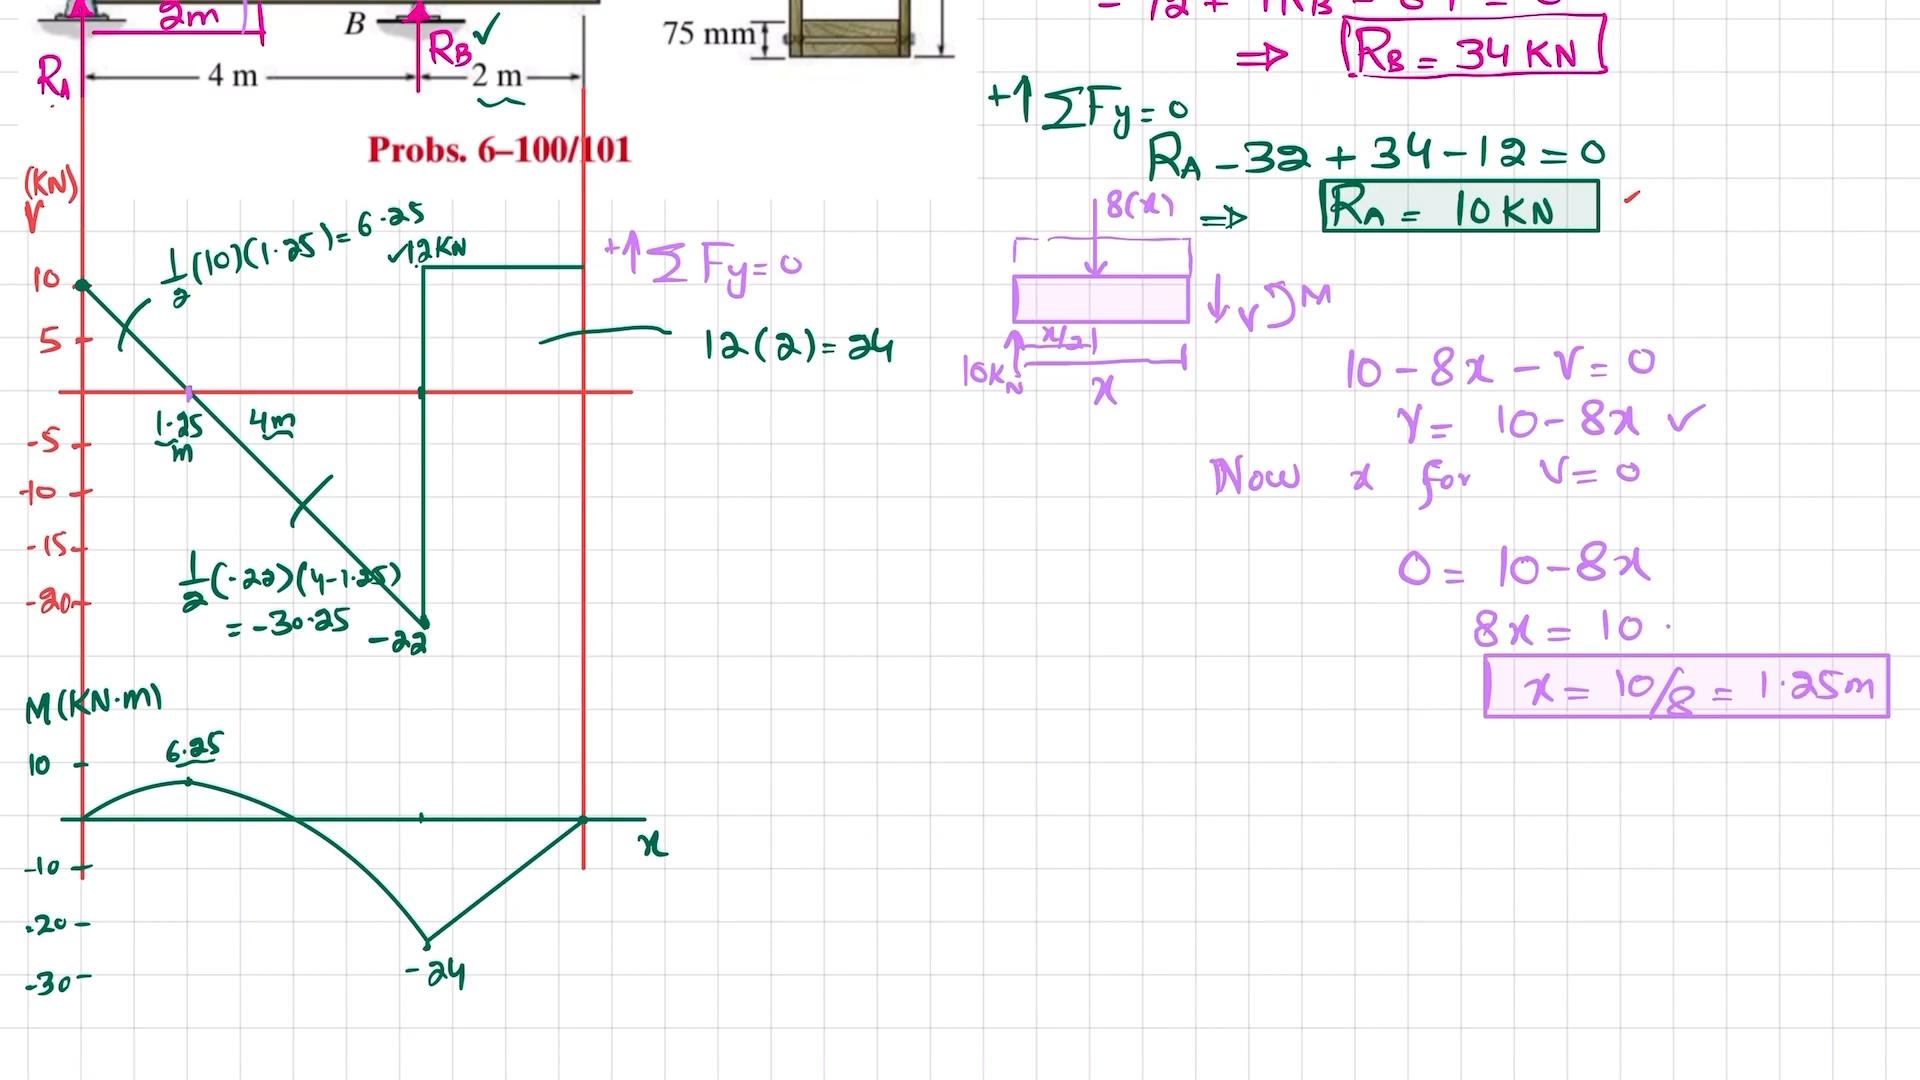 2m
B
R_B ✓
R_A
4 m
2 m
75 mm
Probs. 6–100/101
(KN)
V
10
5
-5
-10
-15
-20
1/2(10)(1.25)=6.25
✓12KN
+↑ΣFy=0
12(2)=24
1.25
m
4m
1/2(-22)(4-1.25)
=-30.25
-22
M(KN·m)
10
6.25
-10
-20
-30
x
-24
⇒ R_B = 34 KN
+↑ΣFy=0
R_A -32 + 34 -12 = 0
⇒ R_A = 10 KN
8(x)
V M
x/2
10KN
x
10-8x-V=0
V= 10-8x ✓
Now x for V=0
0= 10-8x
8x= 10
x= 10/8 = 1.25m